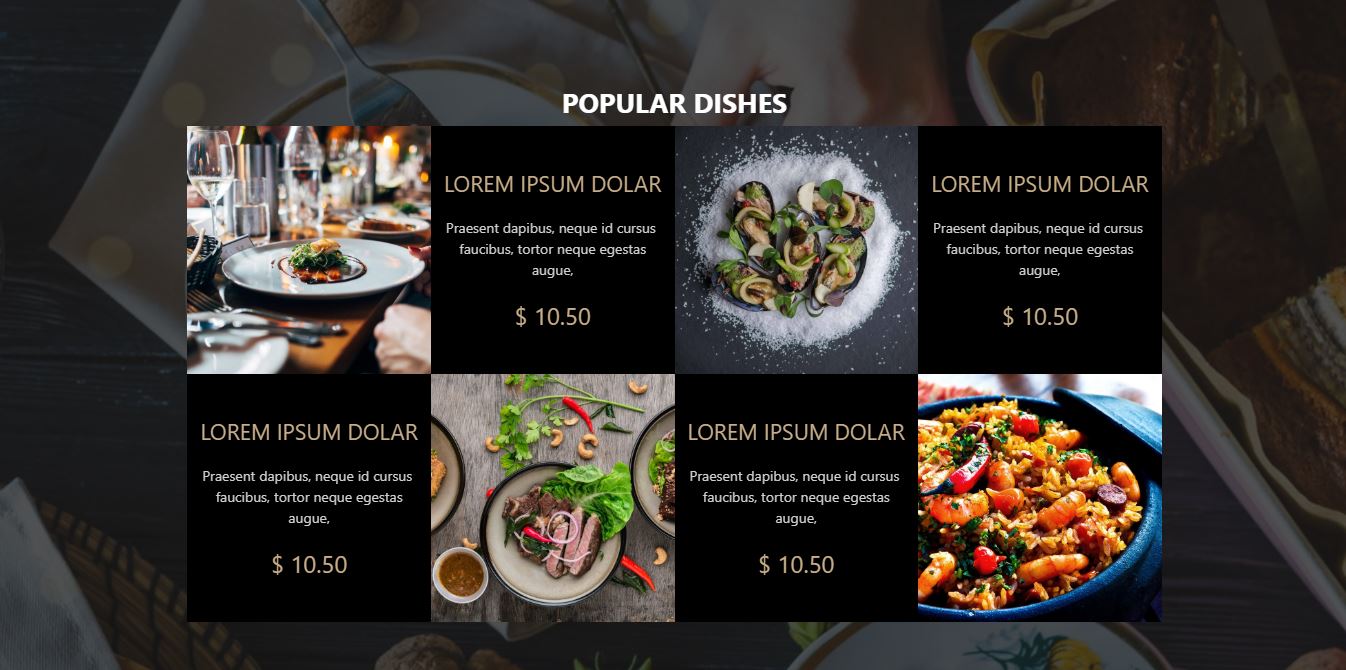 POPULAR DISHES
LOREM IPSUM DOLAR
Praesent dapibus, neque id cursus
faucibus, tortor neque egestas
augue,
$ 10.50
LOREM IPSUM DOLAR
Praesent dapibus, neque id cursus
faucibus, tortor neque egestas
augue,
$ 10.50
LOREM IPSUM DOLAR
Praesent dapibus, neque id cursus
faucibus, tortor neque egestas
augue,
$ 10.50
LOREM IPSUM DOLAR
Praesent dapibus, neque id cursus
faucibus, tortor neque egestas
augue,
$ 10.50